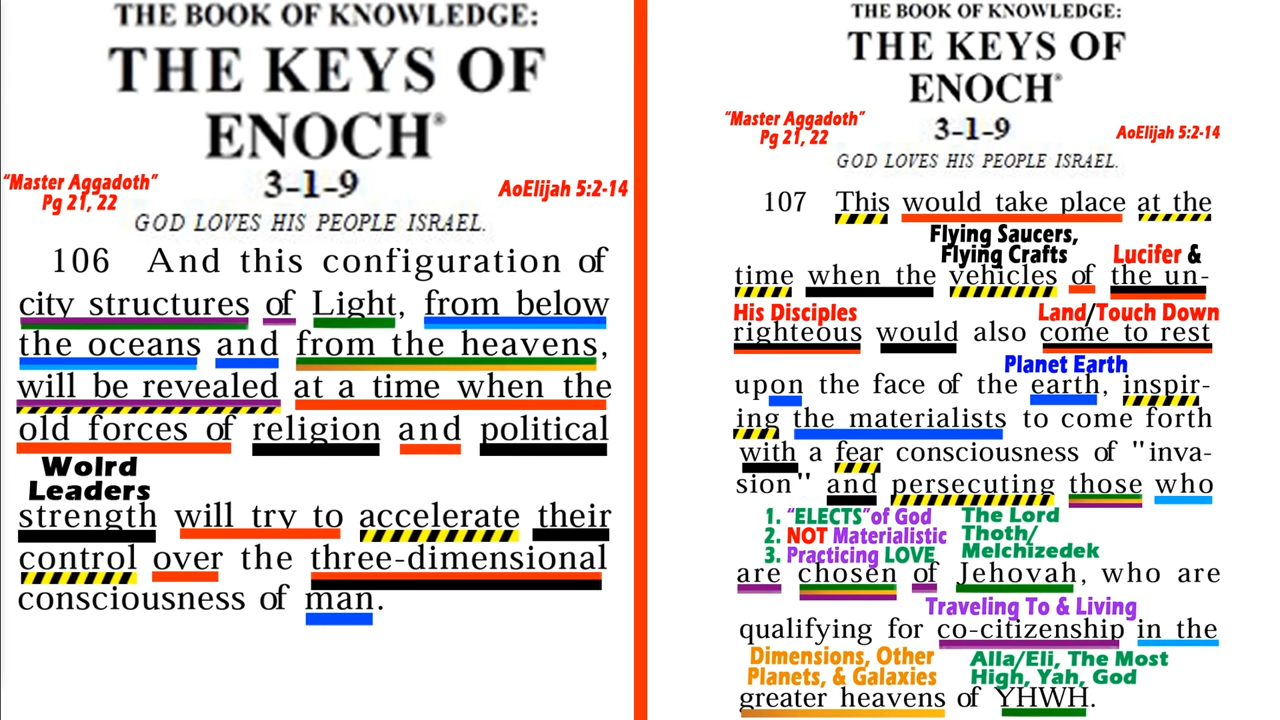 THE BOOK OF KNOWLEDGE:
THE KEYS OF
ENOCH®
"Master Aggadoth"
Pg 21, 22
3-1-9
AoElijah 5:2-14
GOD LOVES HIS PEOPLE ISRAEL.
106 And this configuration of
city structures of Light, from below
the oceans and from the heavens,
will be revealed at a time when the
old forces of religion and political
Wolrd
Leaders
strength will try to accelerate their
control over the three-dimensional
consciousness of man.
THE BOOK OF KNOWLEDGE:
THE KEYS OF
ENOCH®
"Master Aggadoth"
Pg 21, 22
3-1-9
AoElijah 5:2-14
GOD LOVES HIS PEOPLE ISRAEL.
107 This would take place at the
Flying Saucers,
Flying Crafts
Lucifer &
time when the vehicles of the un-
His Disciples
Land/Touch Down
righteous would also come to rest
Planet Earth
upon the face of the earth, inspir-
ing the materialists to come forth
with a fear consciousness of "inva-
sion" and persecuting those who
1. "ELECTS" of God
2. NOT Materialistic
3. Practicing LOVE
The Lord
Thoth/
Melchizedek
are chosen of Jehovah, who are
Traveling To & Living
qualifying for co-citizenship in the
Dimensions, Other
Planets, & Galaxies
Alla/Eli, The Most
High, Yah, God
greater heavens of YHWH.